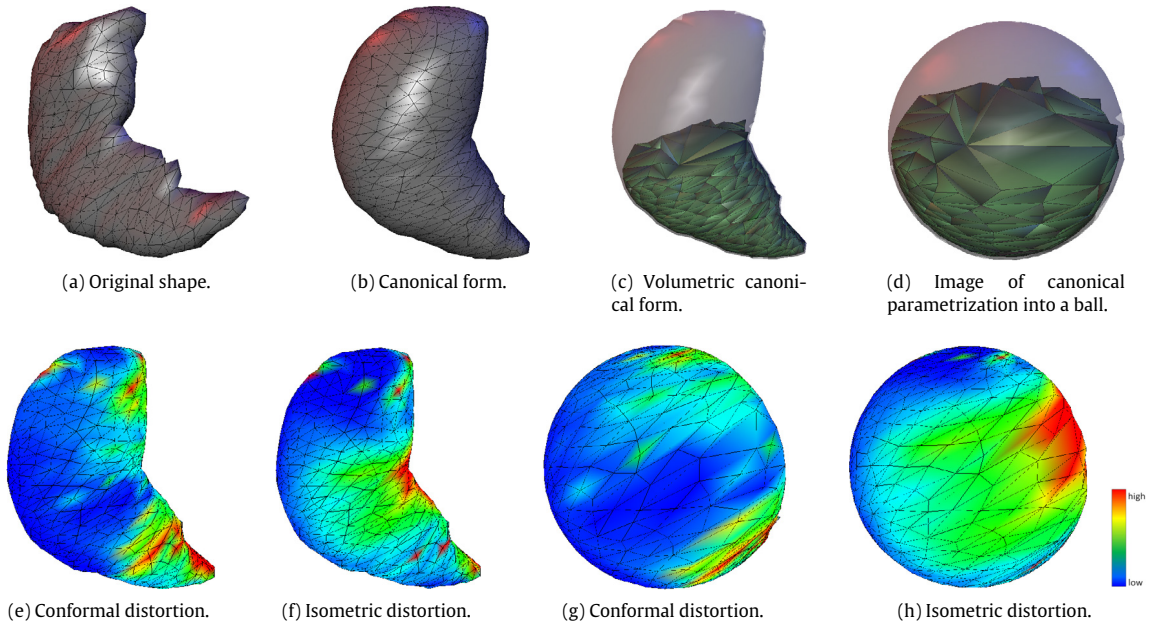 (a) Original shape.
(b) Canonical form.
(c) Volumetric canoni-
cal form.
(d) Image of canonical
parametrization into a ball.
high
low
(e) Conformal distortion.
(f) Isometric distortion.
(g) Conformal distortion.
(h) Isometric distortion.